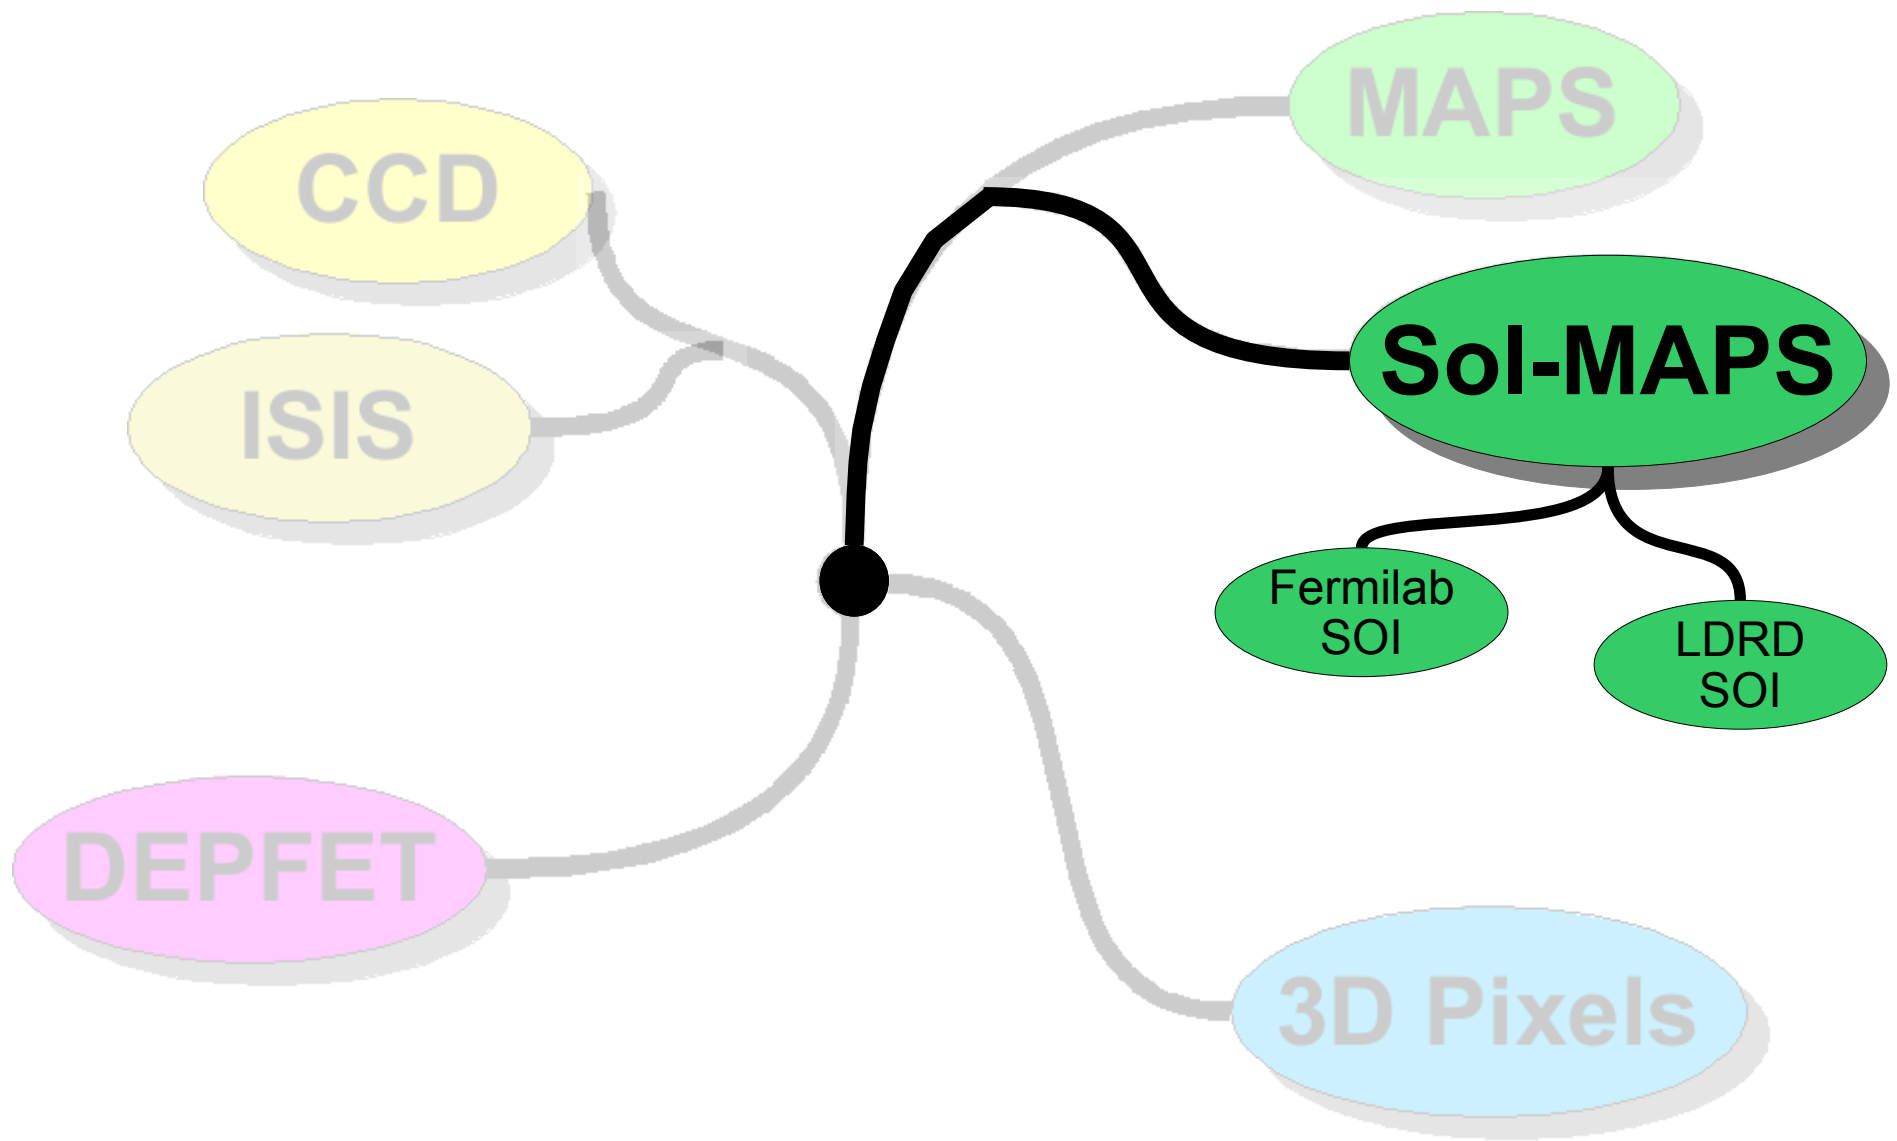 MAPS
CCD
Sol-MAPS
ISIS
Fermilab
SOI
LDRD
SOI
DEPFET
3D Pixels